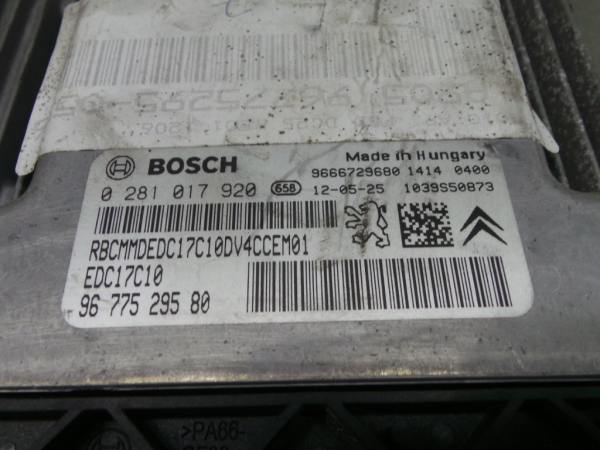 BOSCH
Made in Hungary
0 281 017 920 658
9666729680 1414 0400
12-05-25 1039S50873
RBCMMDEDC17C10DV4CCEM01
EDC17C10
96 775 295 80
>PA66-